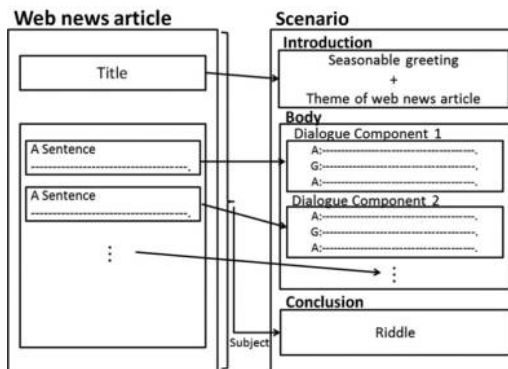 Web news article
Title
A Sentence
------------------------------------.
A Sentence
------------------------------------.
⋮
Subject
Scenario
Introduction
Seasonable greeting
+
Theme of web news article
Body
Dialogue Component 1
A:------------------------------------.
G:------------------------------------.
A:------------------------------------.
Dialogue Component 2
A:------------------------------------.
G:------------------------------------.
A:------------------------------------.
⋮
Conclusion
Riddle